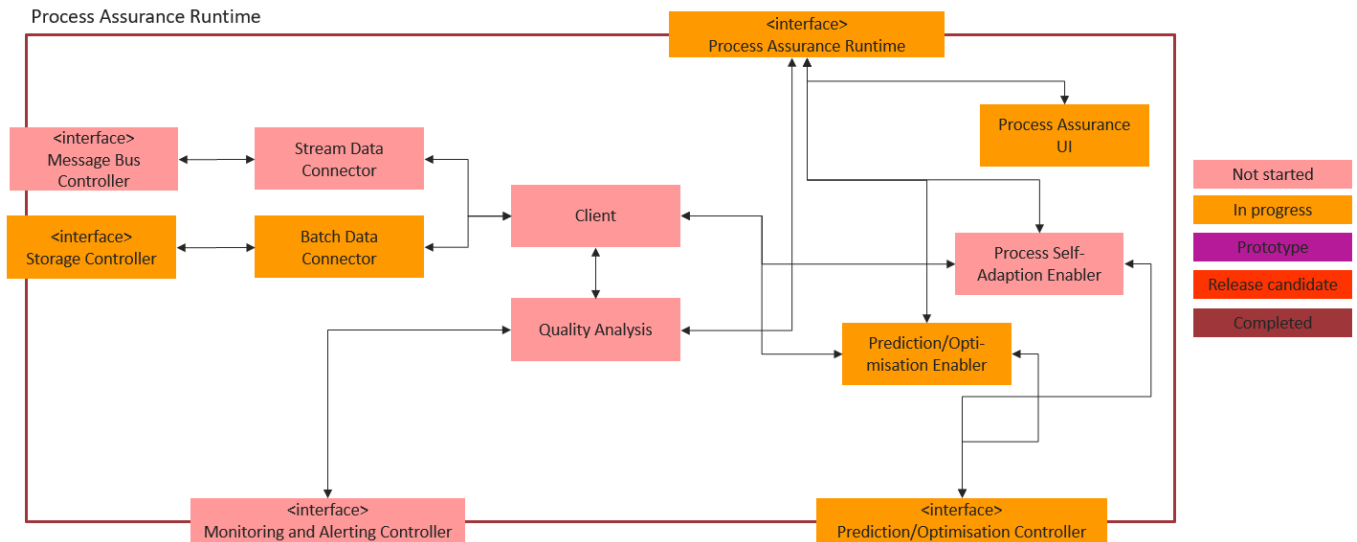 Process Assurance Runtime
<interface>
Process Assurance Runtime
Process Assurance
UI
<interface>
Message Bus
Controller
Stream Data
Connector
Not started
In progress
Client
<interface>
Storage Controller
Batch Data
Connector
Process Self-
Adaption Enabler
Prototype
Release candidate
Completed
Quality Analysis
Prediction/Opti-
misation Enabler
<interface>
Monitoring and Alerting Controller
<interface>
Prediction/Optimisation Controller